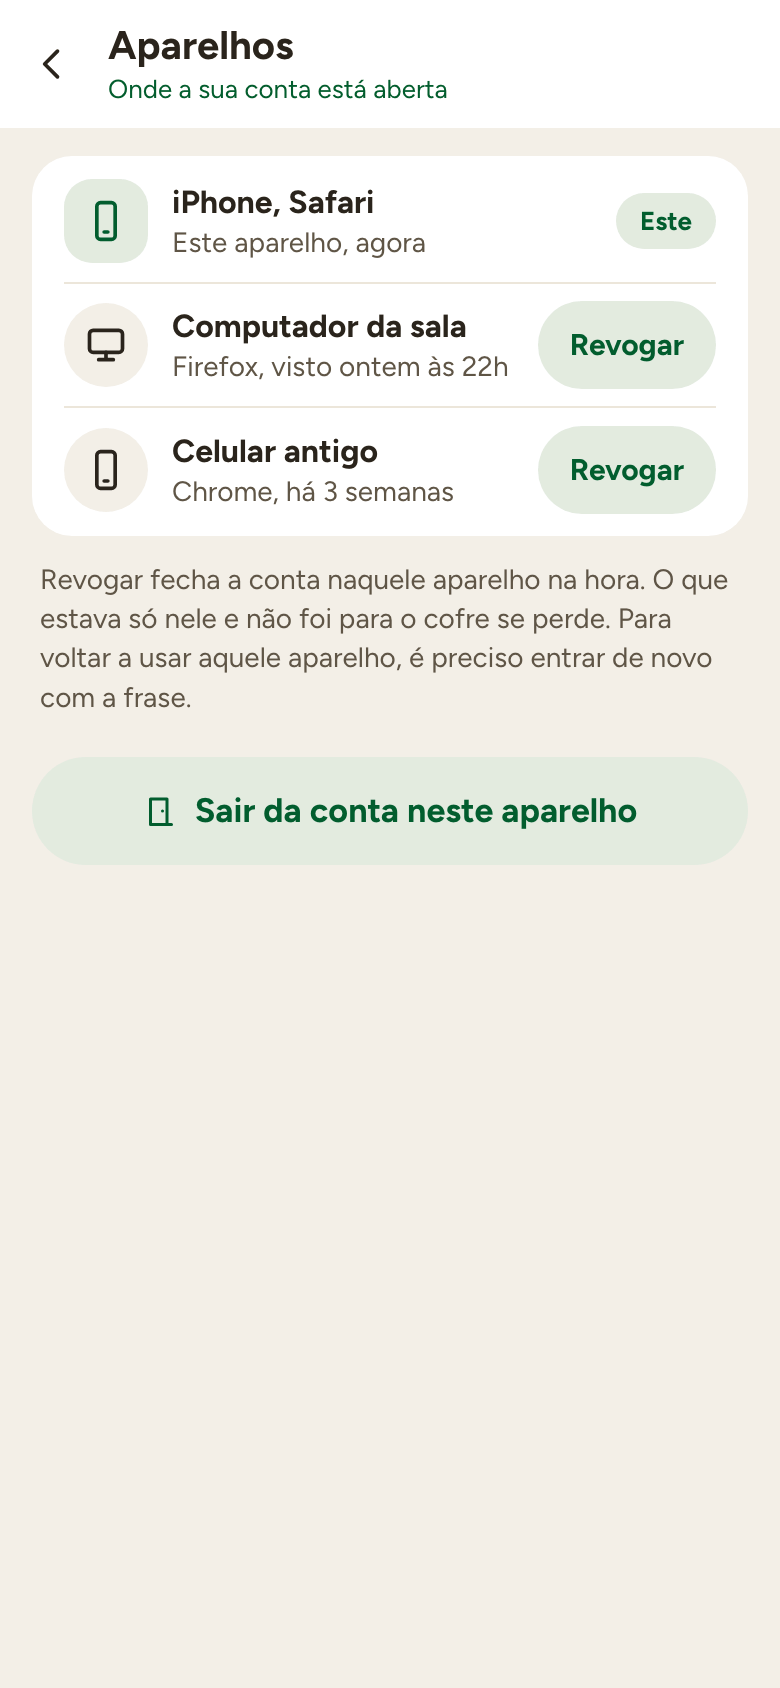 Aparelhos
Onde a sua conta está aberta
iPhone, Safari
Este aparelho, agora
Este
Computador da sala
Firefox, visto ontem às 22h
Revogar
Celular antigo
Chrome, há 3 semanas
Revogar
Revogar fecha a conta naquele aparelho na hora. O que
estava só nele e não foi para o cofre se perde. Para
voltar a usar aquele aparelho, é preciso entrar de novo
com a frase.
Sair da conta neste aparelho